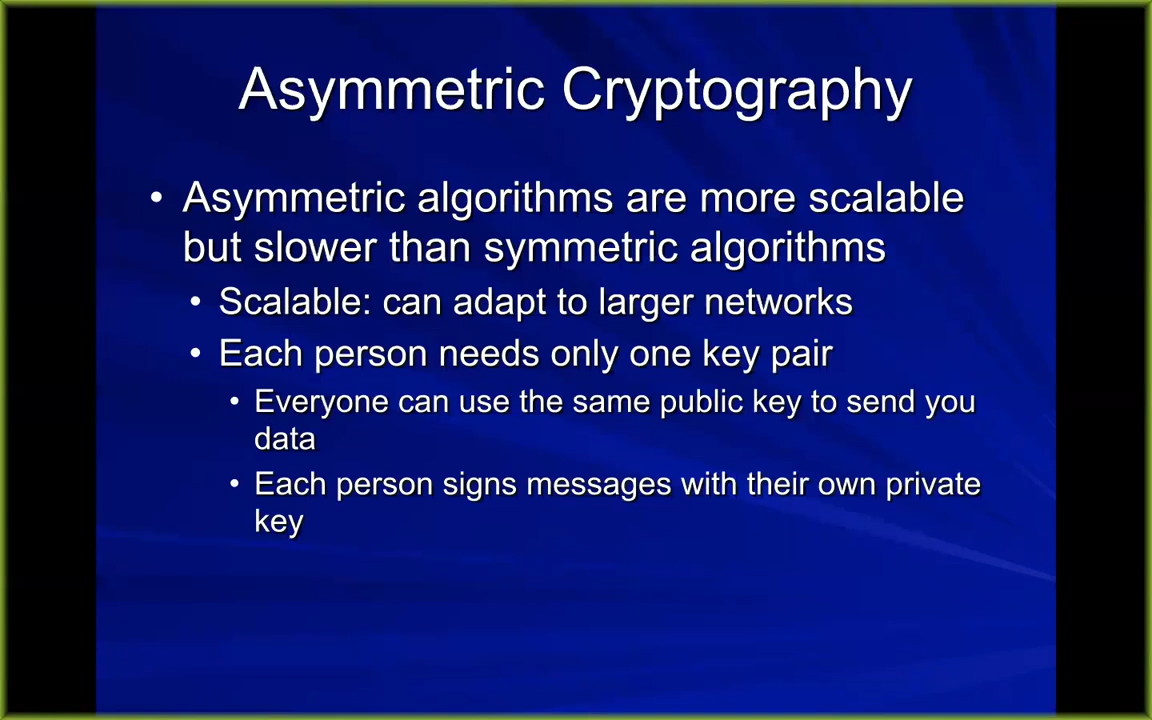 Asymmetric Cryptography
• Asymmetric algorithms are more scalable
but slower than symmetric algorithms
• Scalable: can adapt to larger networks
• Each person needs only one key pair
• Everyone can use the same public key to send you
data
• Each person signs messages with their own private
key